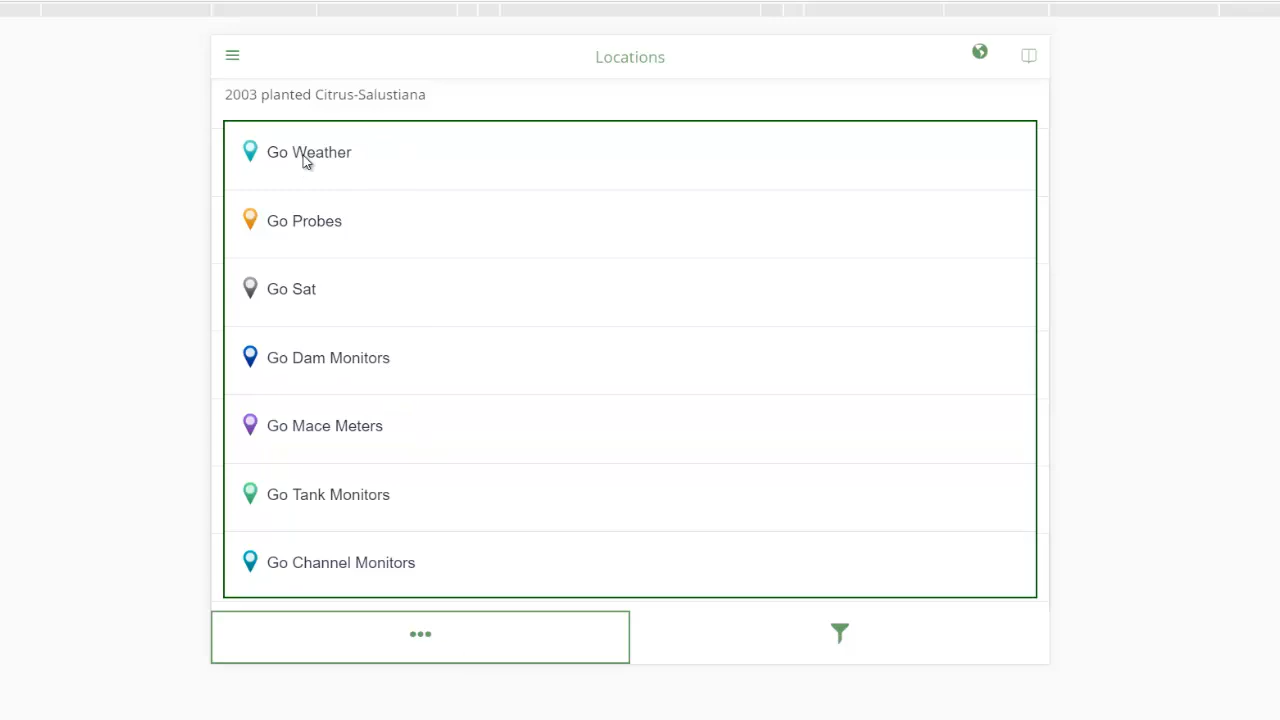 Locations
2003 planted Citrus-Salustiana
Go Weather
Go Probes
Go Sat
Go Dam Monitors
Go Mace Meters
Go Tank Monitors
Go Channel Monitors